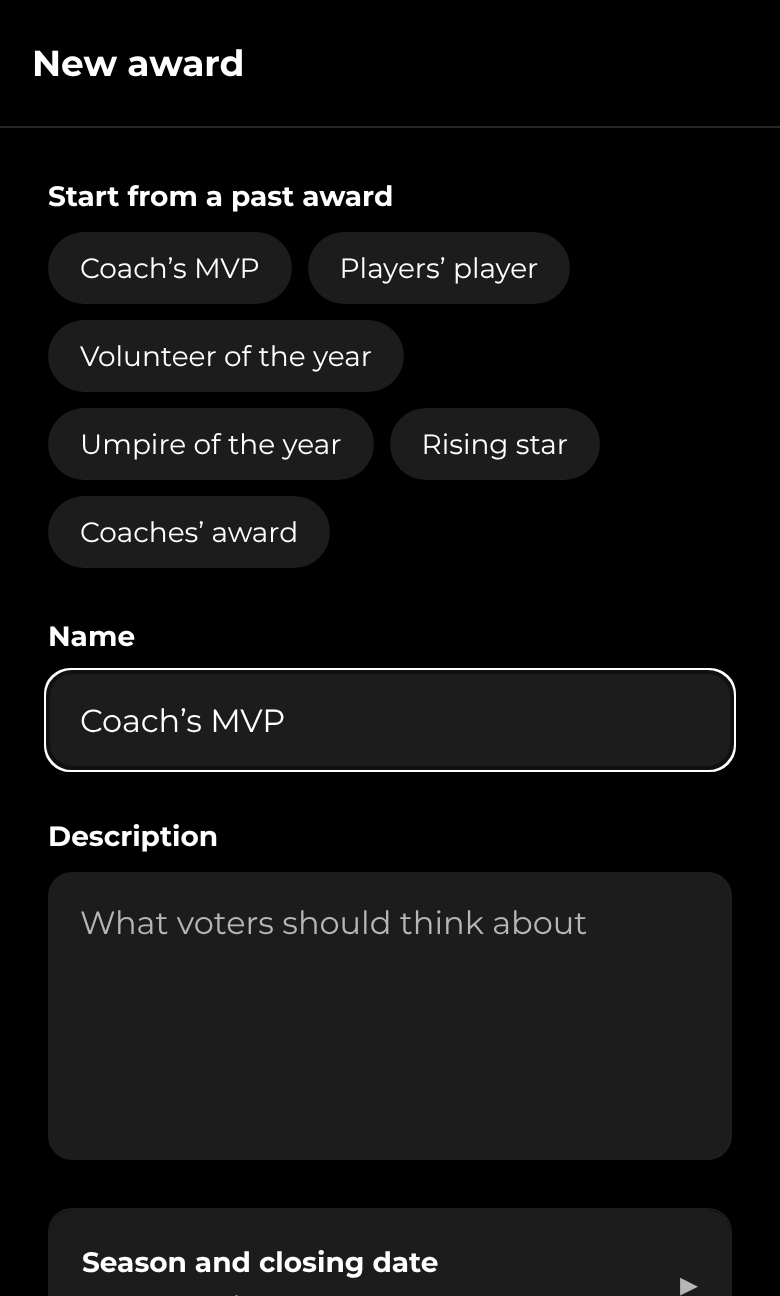 New award
Start from a past award
Coach’s MVP
Players’ player
Volunteer of the year
Umpire of the year
Rising star
Coaches’ award
Name
Coach’s MVP
Description
What voters should think about
Season and closing date